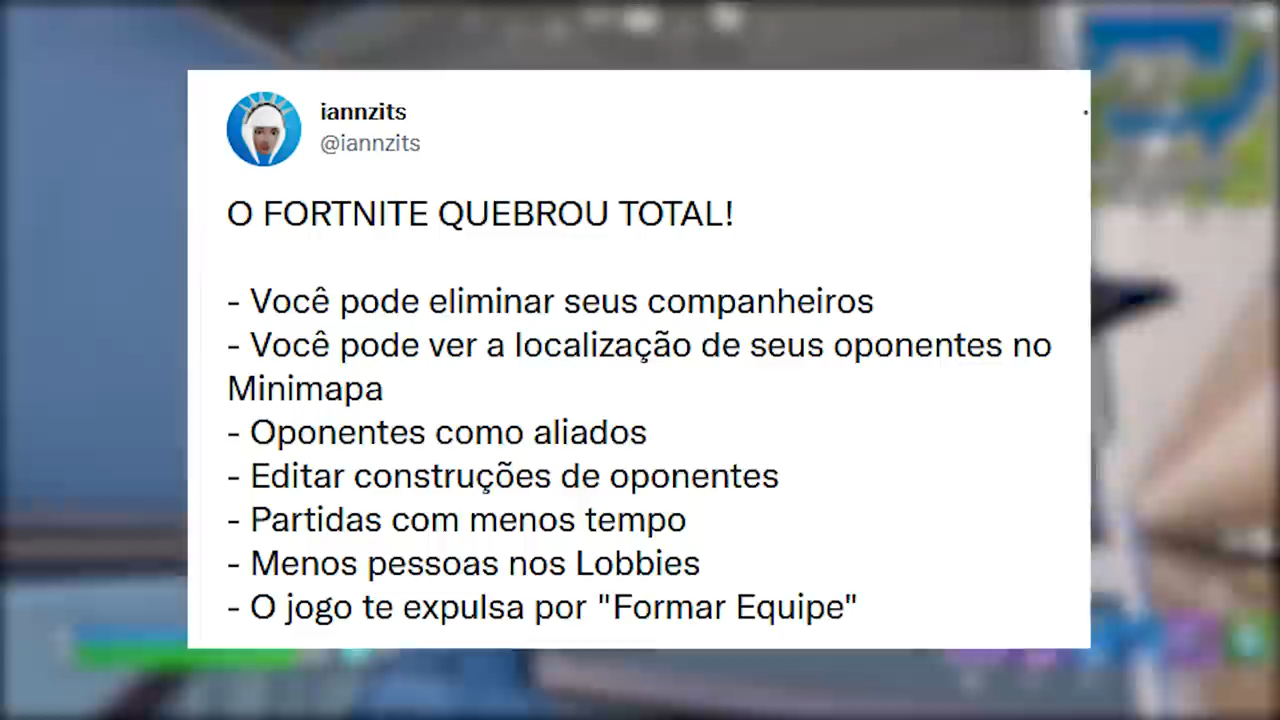 iannzits
@iannzits
O FORTNITE QUEBROU TOTAL!
- Você pode eliminar seus companheiros
- Você pode ver a localização de seus oponentes no
Minimapa
- Oponentes como aliados
- Editar construções de oponentes
- Partidas com menos tempo
- Menos pessoas nos Lobbies
- O jogo te expulsa por "Formar Equipe"